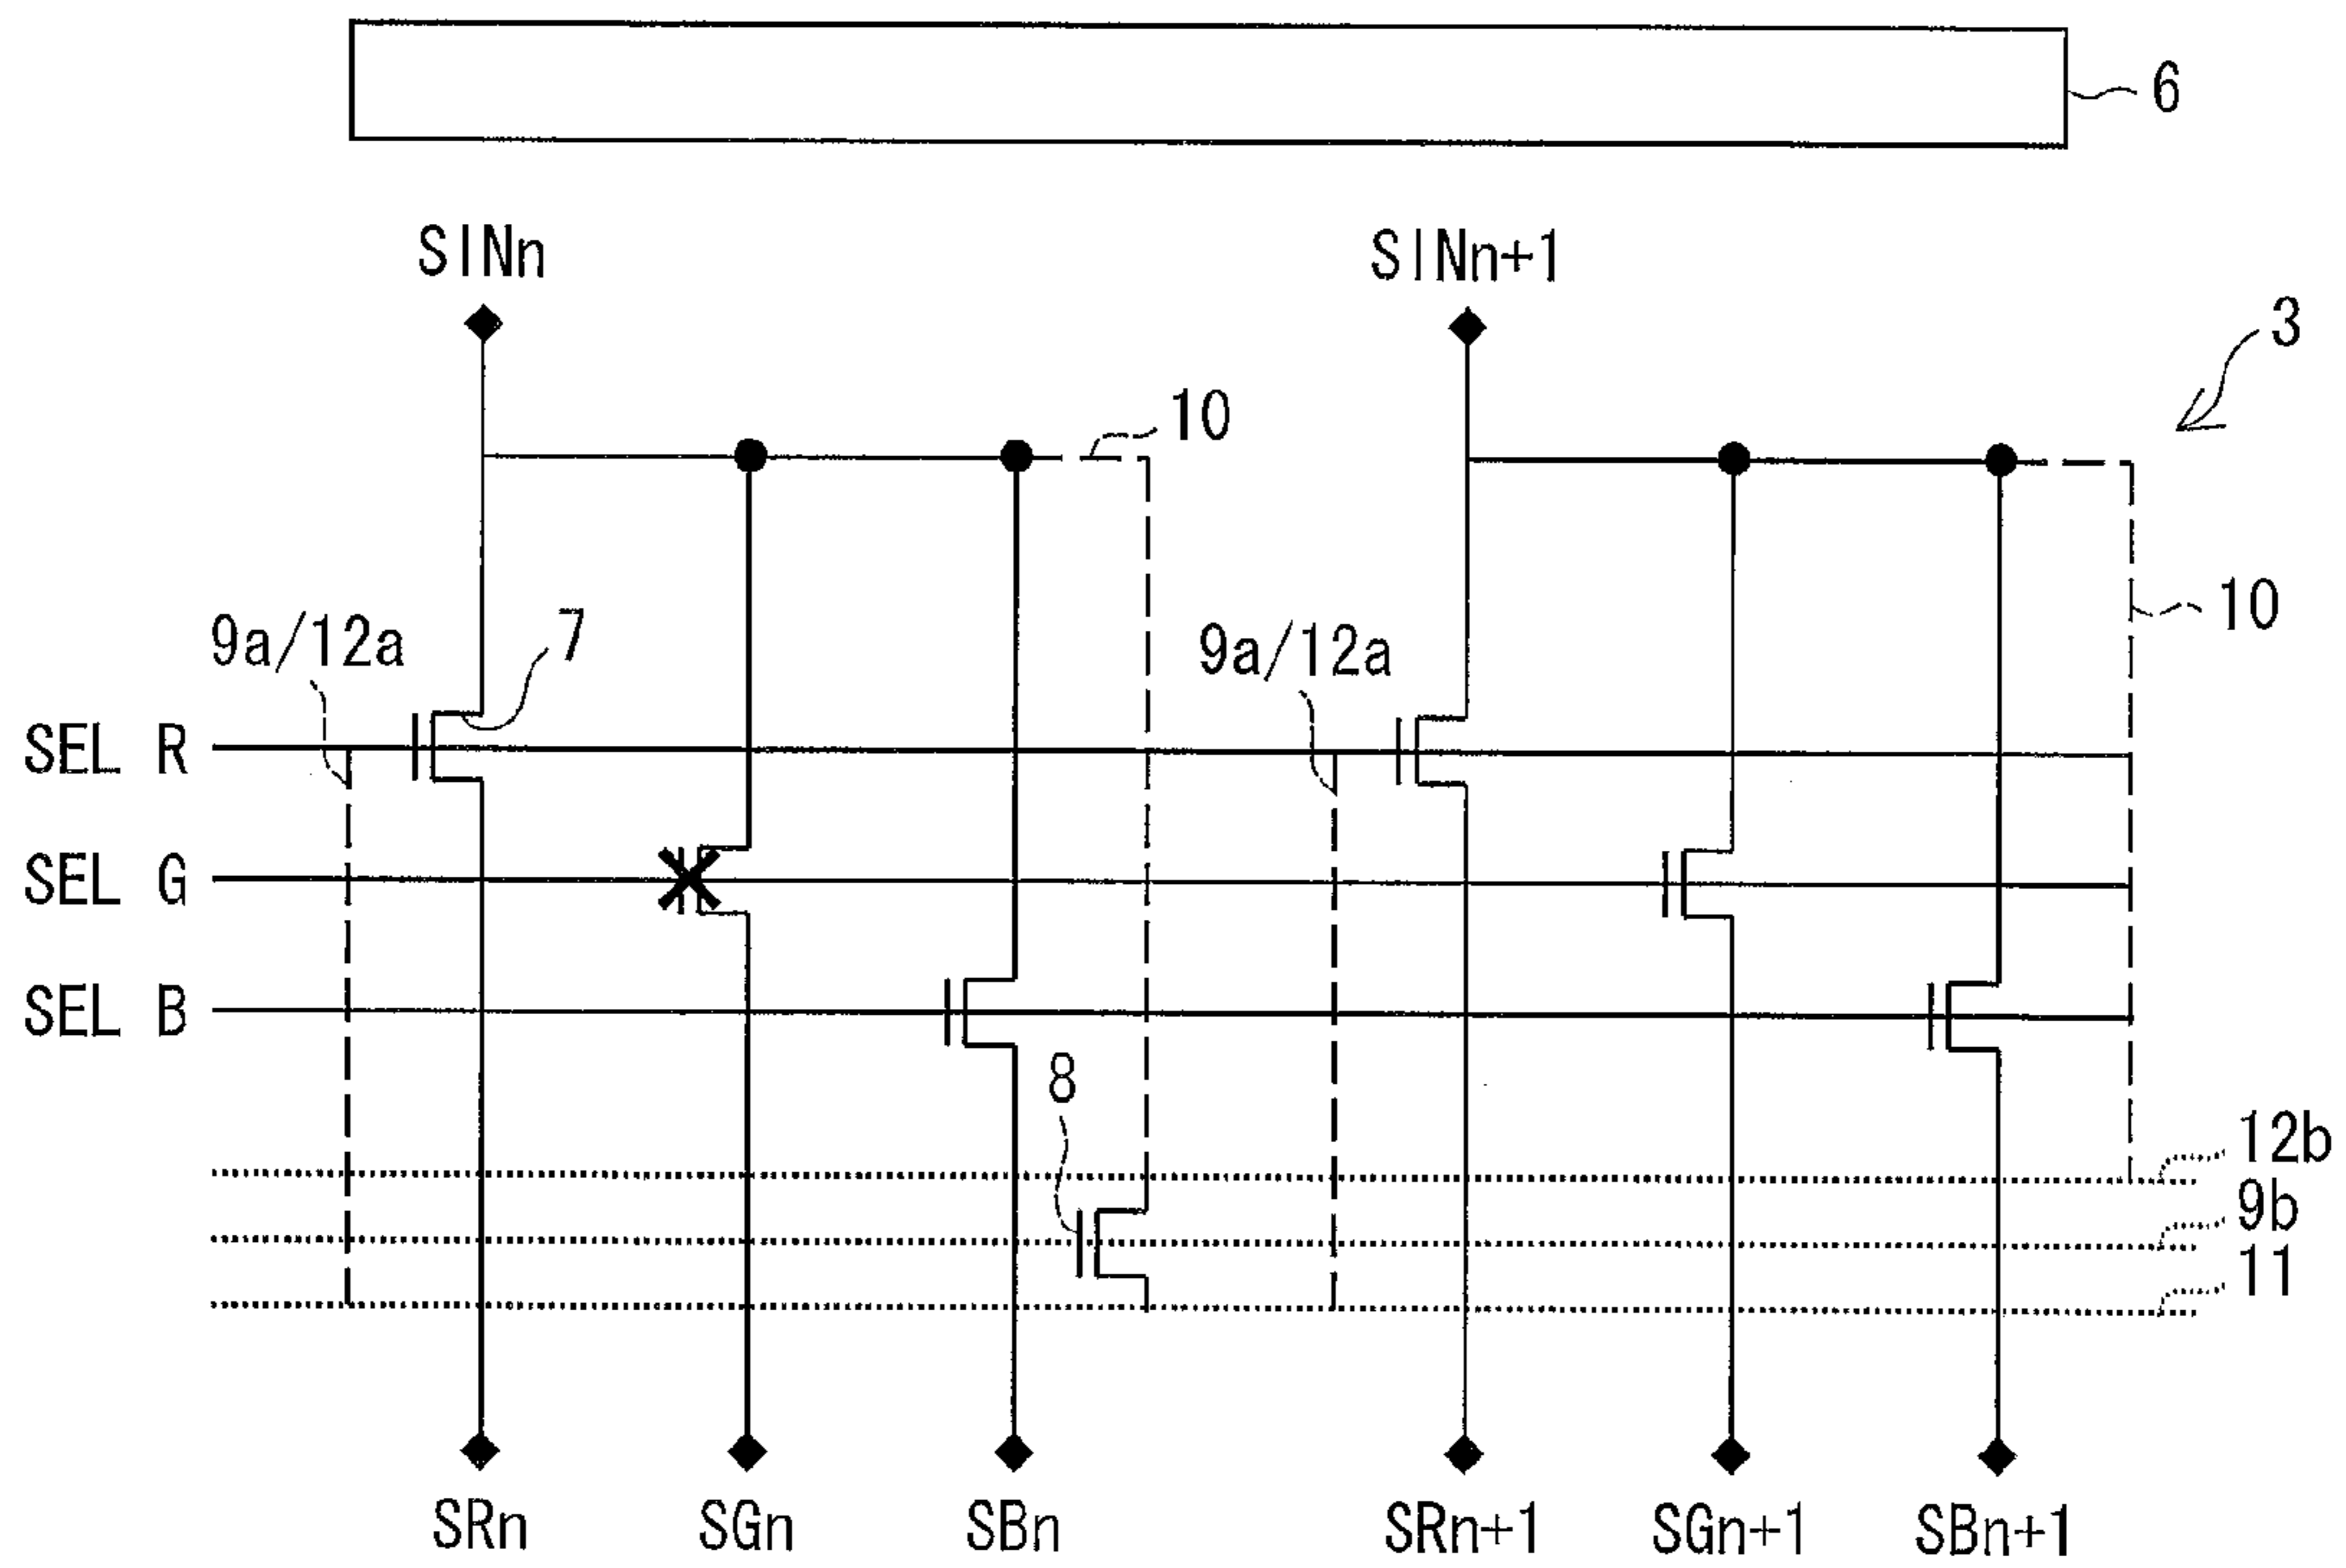 6
SINn
SINn+1
3
10
10
9a/12a
7
9a/12a
SEL R
SEL G
SEL B
8
12b
9b
11
SRn
SGn
SBn
SRn+1
SGn+1
SBn+1